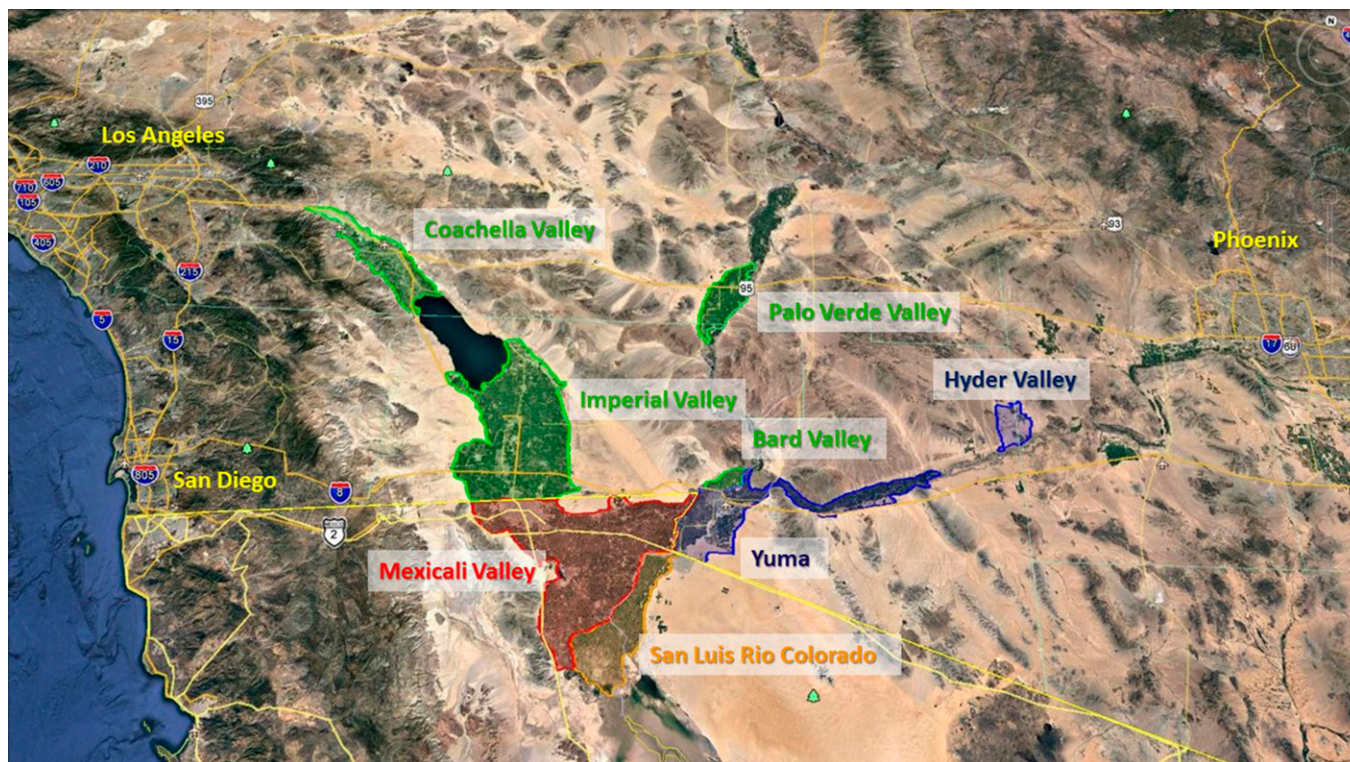 N
395
Los Angeles
210
710
605
105
405
215
Coachella Valley
93
Phoenix
95
5
15
Palo Verde Valley
17
Hyder Valley
Imperial Valley
Bard Valley
805
San Diego
8
2
Yuma
Mexicali Valley
San Luis Rio Colorado